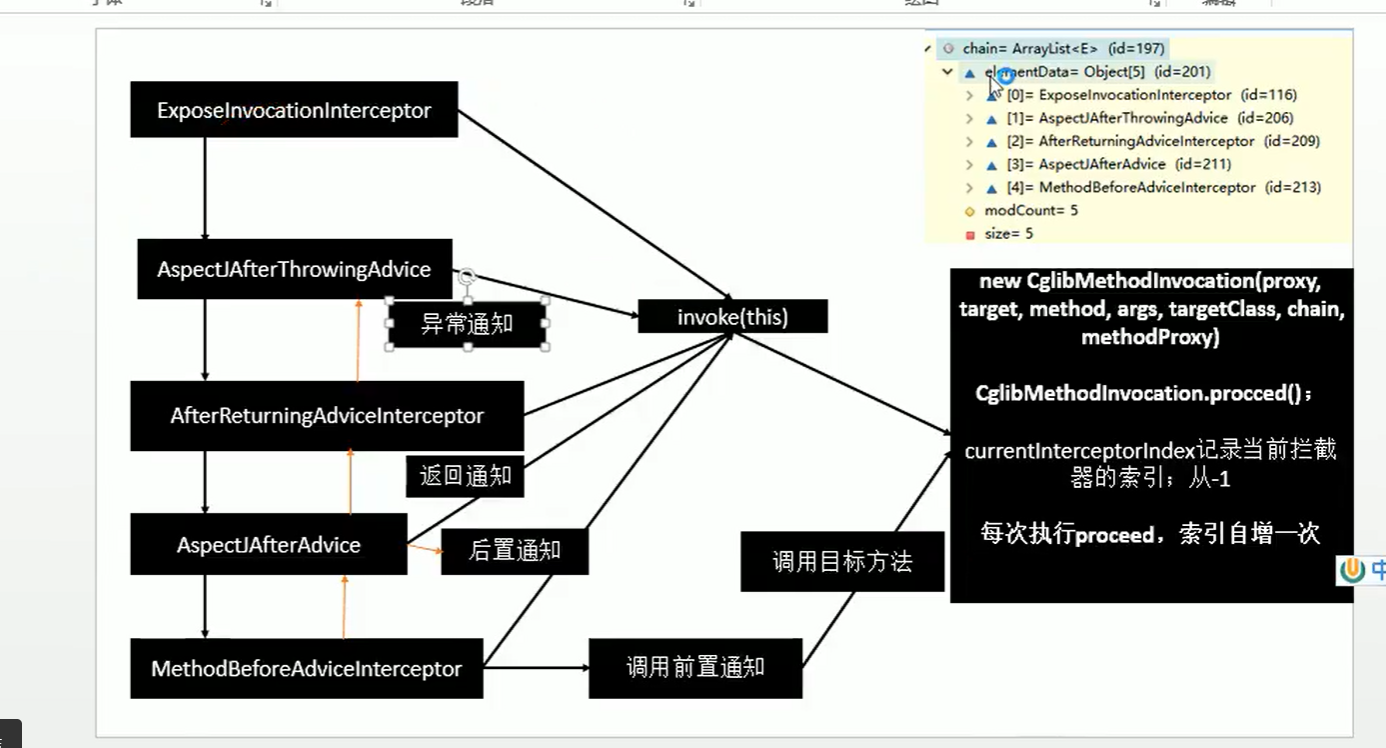 ExposeInvocationInterceptor
AspectJAfterThrowingAdvice
异常通知
AfterReturningAdviceInterceptor
返回通知
AspectJAfterAdvice
后置通知
MethodBeforeAdviceInterceptor
调用前置通知
invoke(this)
调用目标方法
chain= ArrayList<E> (id=197)
elementData= Object[5] (id=201)
[0]= ExposeInvocationInterceptor (id=116)
[1]= AspectJAfterThrowingAdvice (id=206)
[2]= AfterReturningAdviceInterceptor (id=209)
[3]= AspectJAfterAdvice (id=211)
[4]= MethodBeforeAdviceInterceptor (id=213)
modCount= 5
size= 5
new CglibMethodInvocation(proxy,
target, method, args, targetClass, chain,
methodProxy)
CglibMethodInvocation.procced();
currentInterceptorIndex记录当前拦截
器的索引；从-1
每次执行proceed，索引自增一次
中